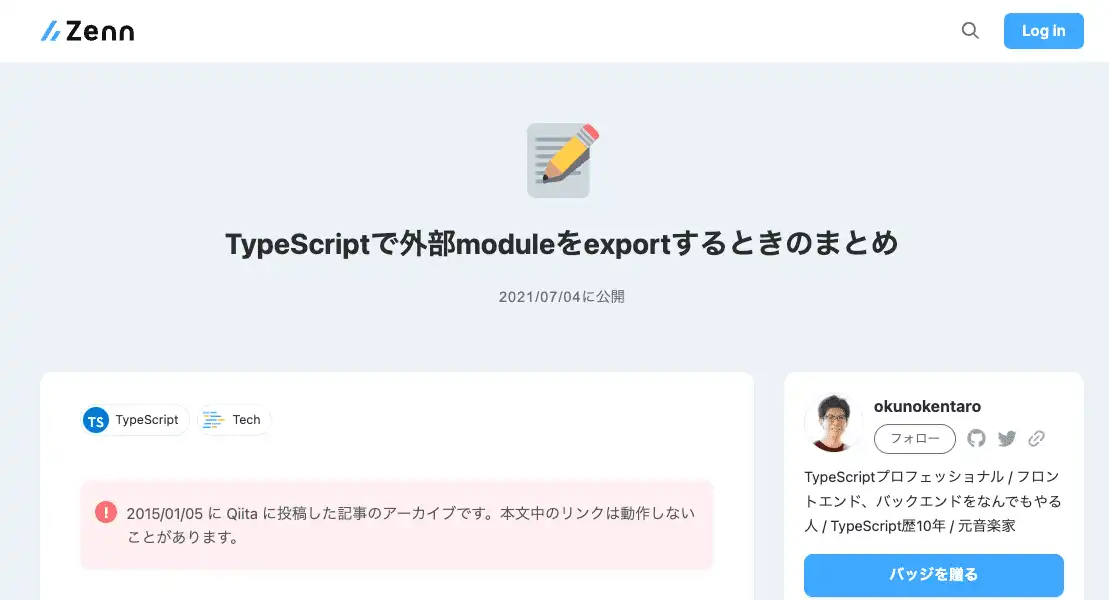 Zenn
Log in
TypeScriptで外部moduleをexportするときのまとめ
2021/07/04に公開
TS TypeScript
Tech
2015/01/05 に Qiita に投稿した記事のアーカイブです。本文中のリンクは動作しない
ことがあります。
okunokentaro
フォロー
TypeScriptプロフェッショナル / フロン
トエンド、バックエンドをなんでもやる
人 / TypeScript歴10年 / 元音楽家
バッジを贈る